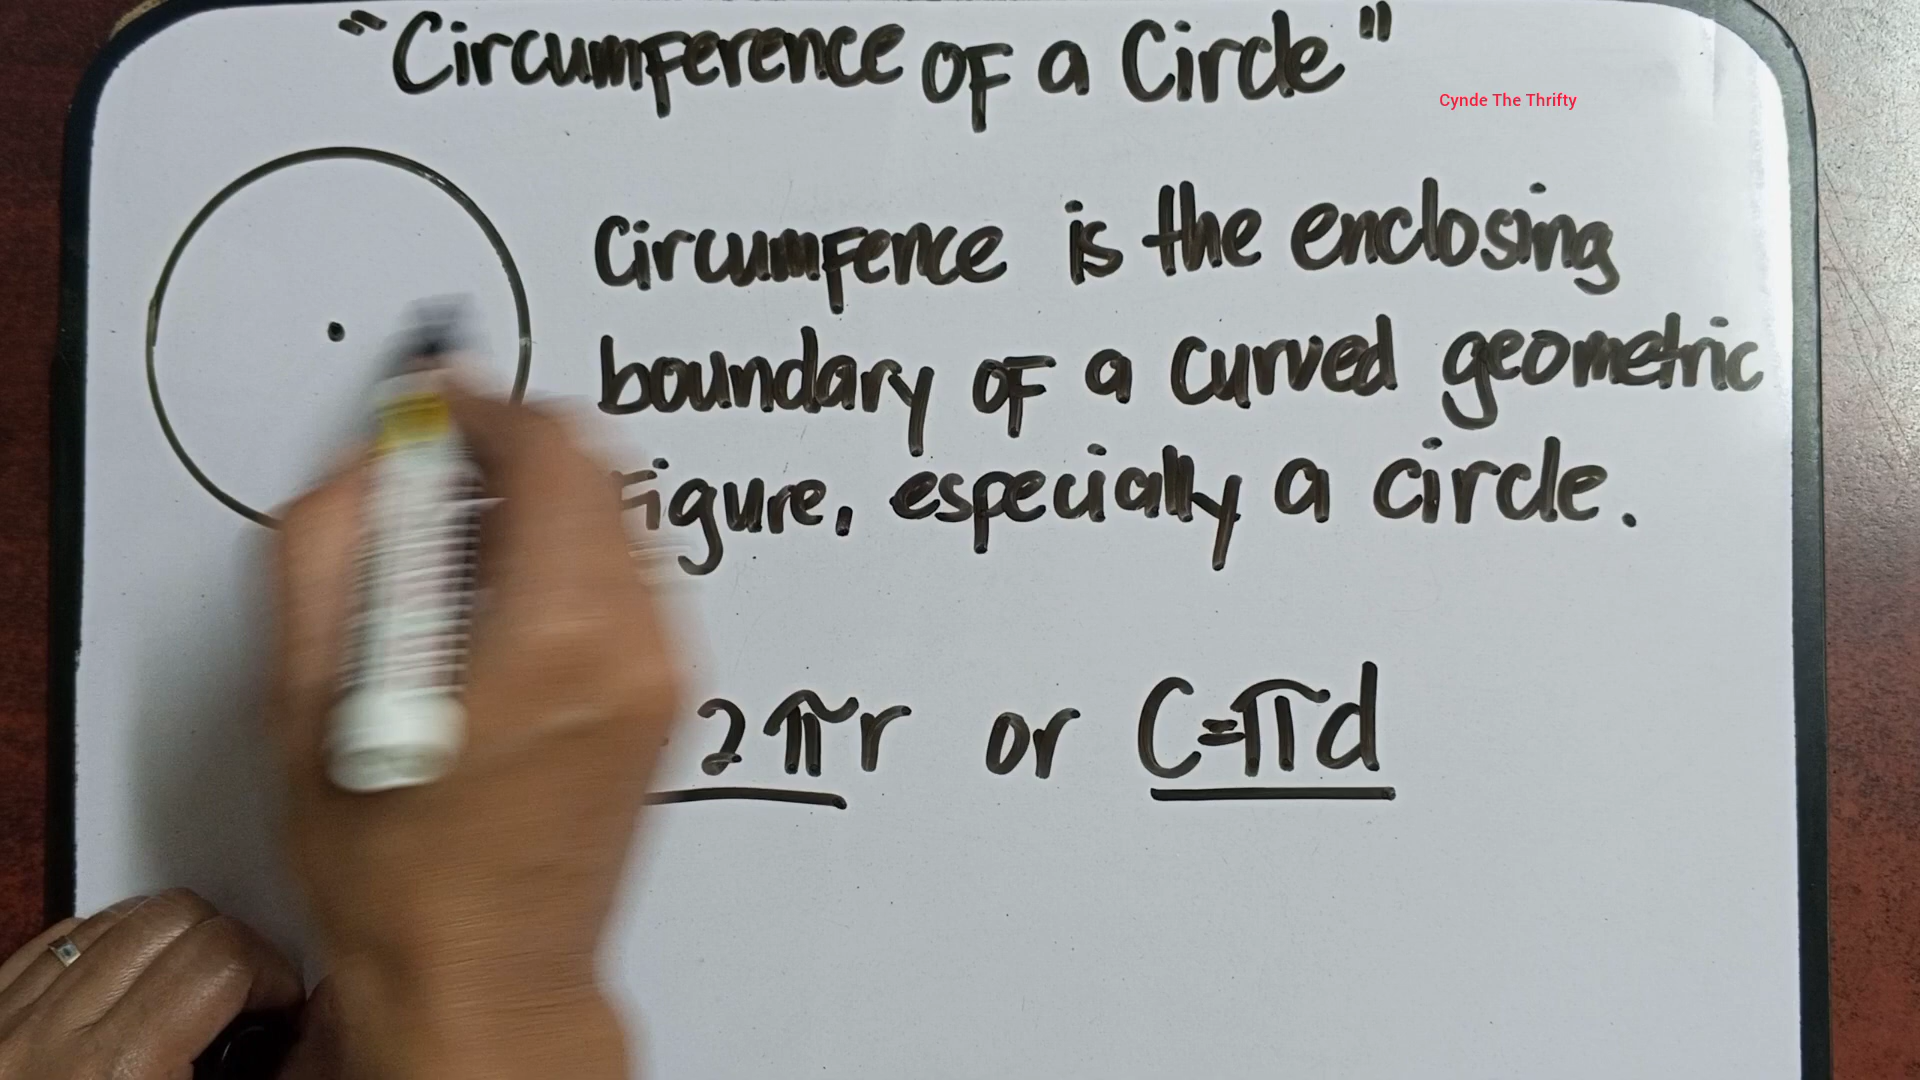 "Circumference of a Circle"
Cynde The Thrifty
Circumfence is the enclosing
boundary of a curved geometric
Figure, especially a circle.
2πr or C=πd